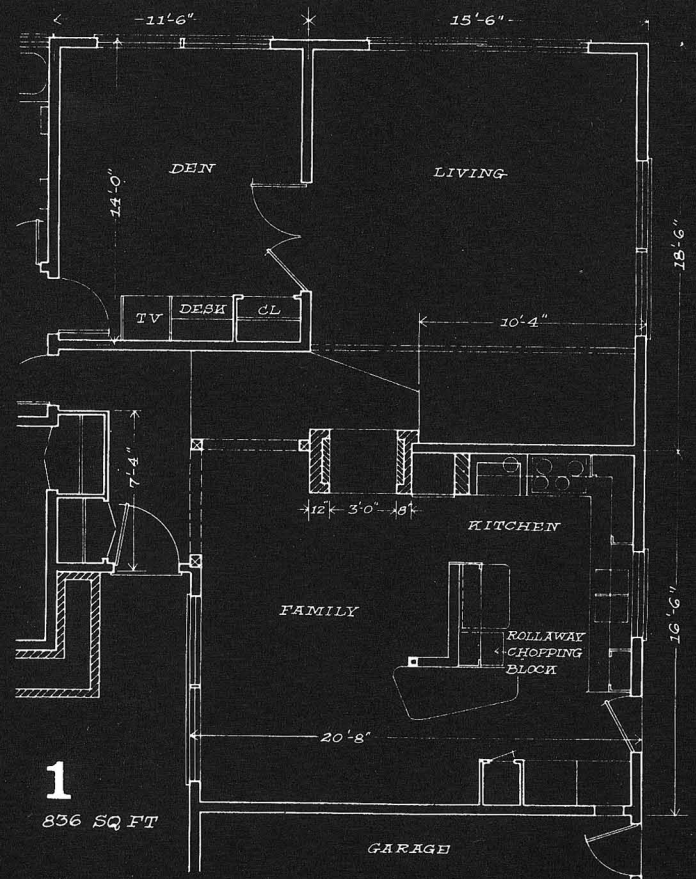 11'-6"
15'-6"
DEN
LIVING
14'-0"
18'-6"
TV
DESK
CL
10'-4"
7'-4"
12"
3'-0"
8"
KITCHEN
FAMILY
16'-6"
ROLLAWAY
CHOPPING
BLOCK
20'-8"
1
836 SQ FT
GARAGE